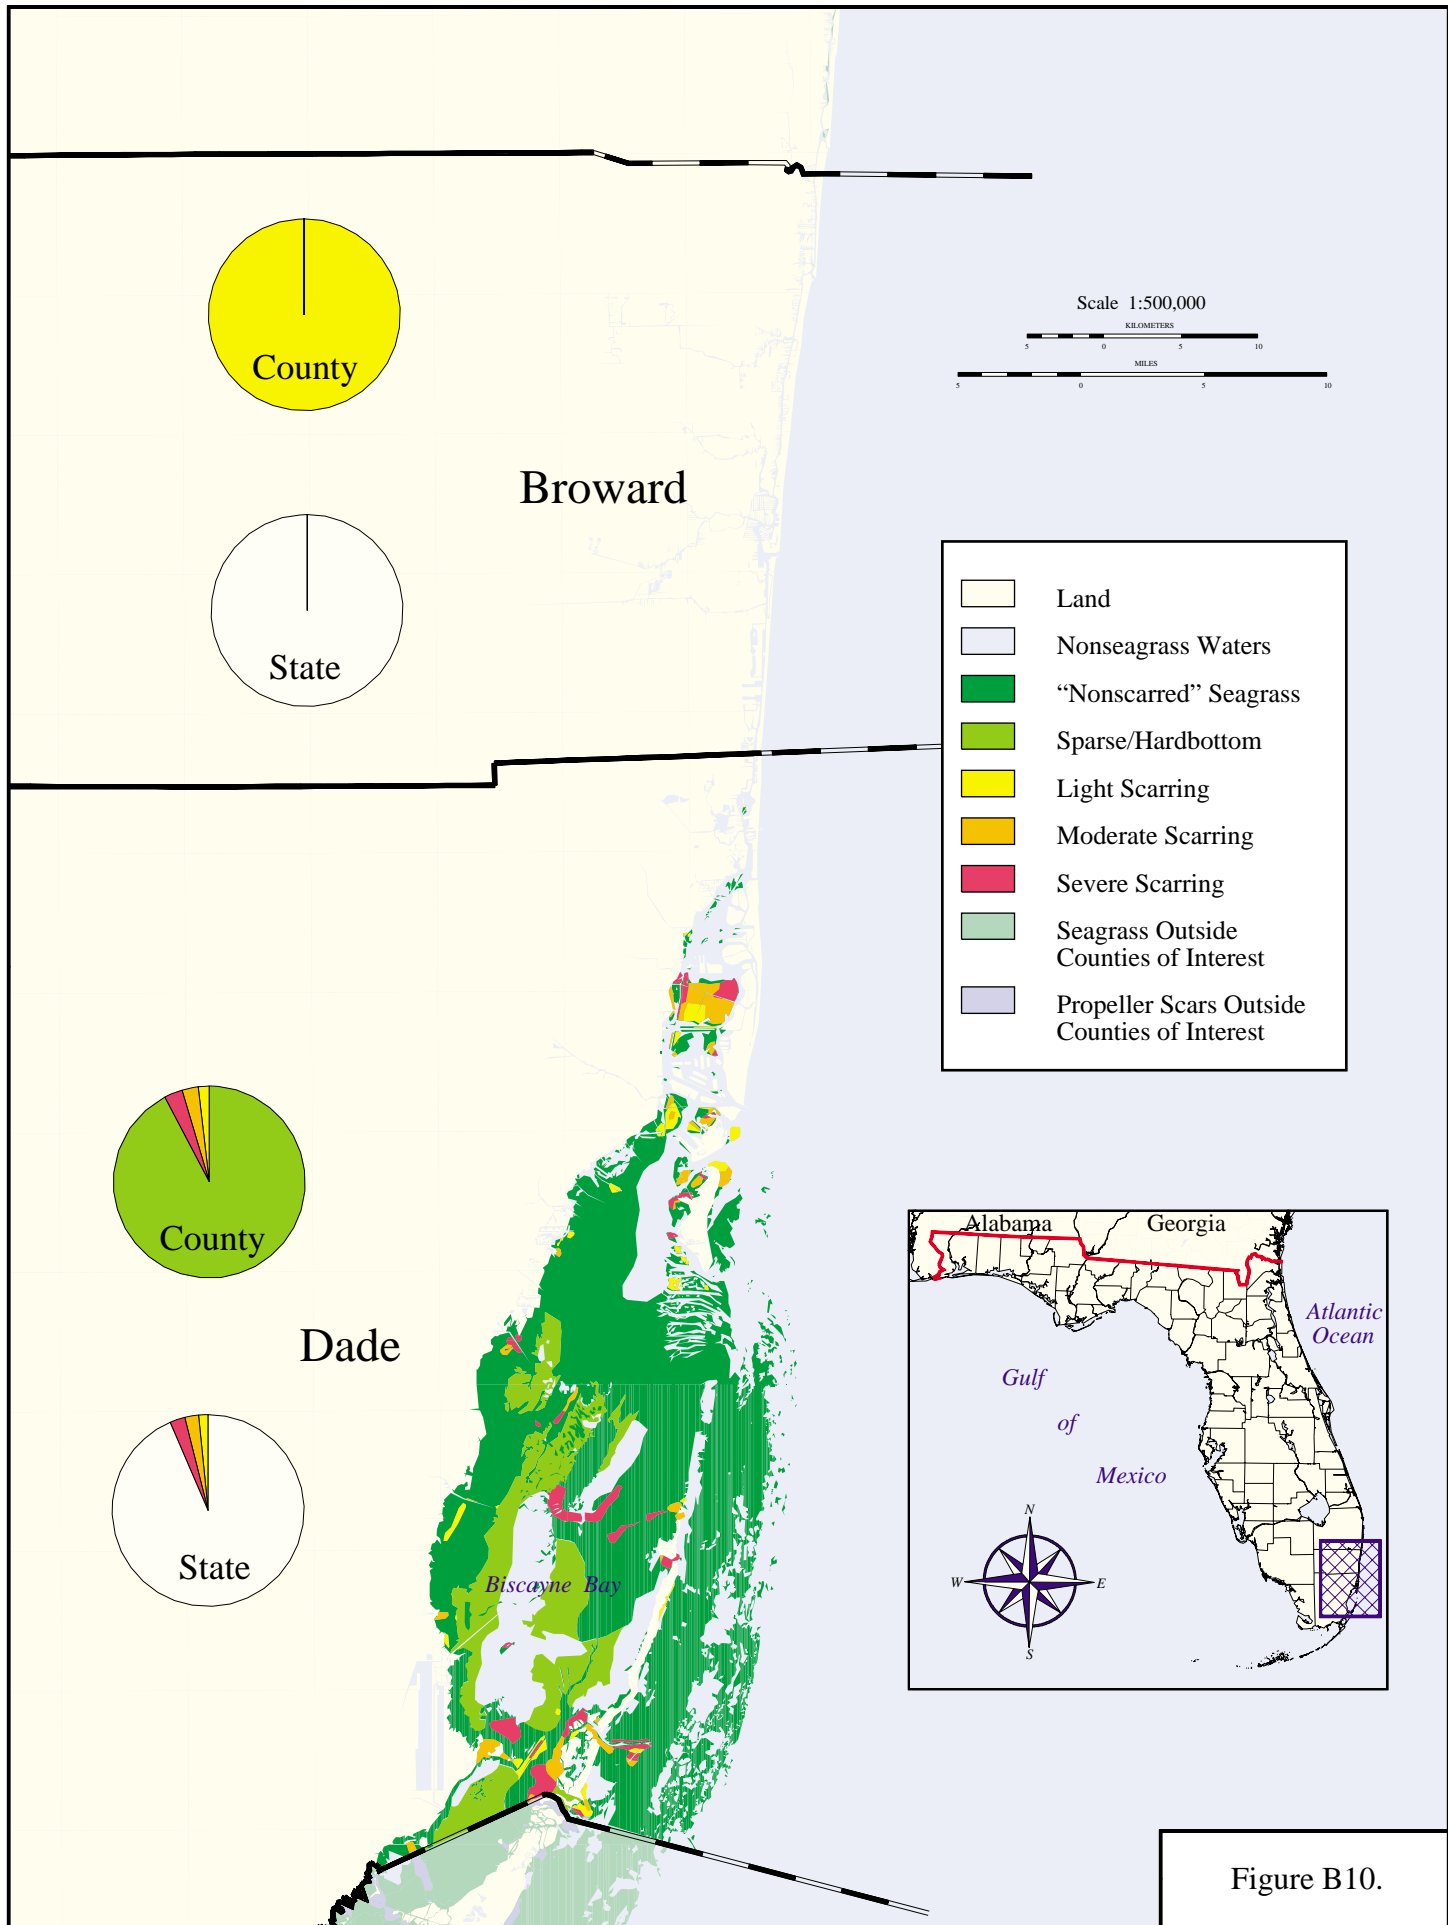 County
Scale 1:500,000
KILOMETERS
5 0 5 10
MILES
5 0 5 10
Broward
State
Land
Nonseagrass Waters
“Nonscarred” Seagrass
Sparse/Hardbottom
Light Scarring
Moderate Scarring
Severe Scarring
Seagrass Outside
Counties of Interest
Propeller Scars Outside
Counties of Interest
County
Dade
State
Biscayne Bay
Alabama
Georgia
Atlantic
Ocean
Gulf
of
Mexico
N
W
E
S
Figure B10.